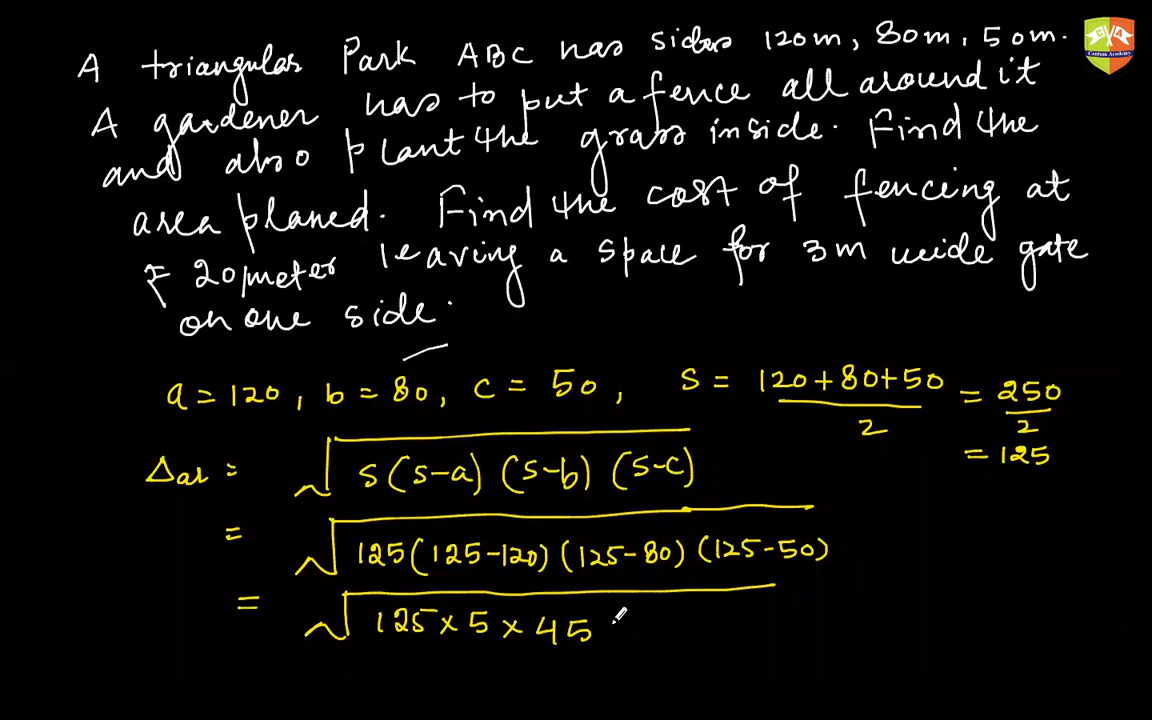 A triangular Park ABC has sides 120m, 80m, 50m.
A gardener has to put a fence all around it
and also plant the grass inside. Find the
area planed. Find the cost of fencing at
₹ 20/meter leaving a space for 3m wide gate
on one side.
a = 120, b = 80, c = 50, S = 120+80+50/2 = 250/2
= 125
Δar = √s(s-a)(s-b)(s-c)
= √125(125-120)(125-80)(125-50)
= √125×5×45